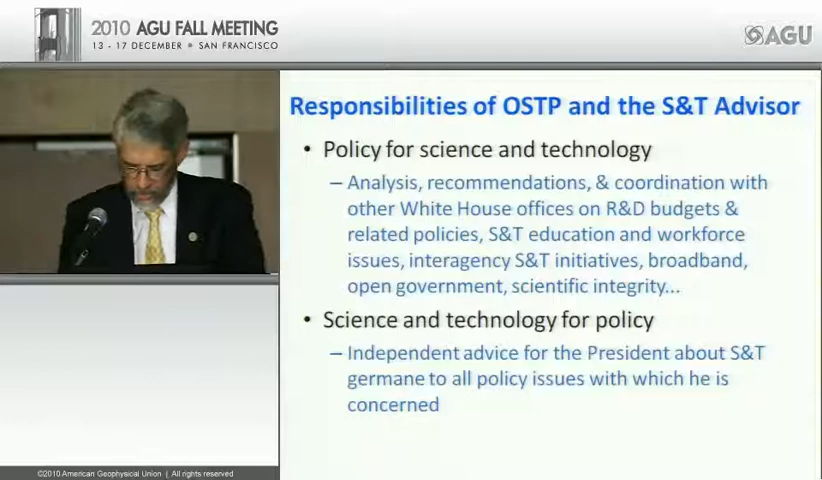 2010 AGU FALL MEETING
13 - 17 DECEMBER ■ SAN FRANCISCO
AGU
Responsibilities of OSTP and the S&T Advisor
• Policy for science and technology
– Analysis, recommendations, & coordination with
other White House offices on R&D budgets &
related policies, S&T education and workforce
issues, interagency S&T initiatives, broadband,
open government, scientific integrity...
• Science and technology for policy
– Independent advice for the President about S&T
germane to all policy issues with which he is
concerned
©2010 American Geophysical Union | All rights reserved